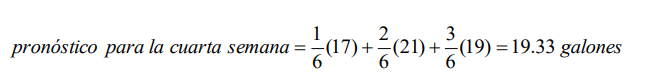 pronóstico para la cuarta semana = 1/6(17) + 2/6(21) + 3/6(19) = 19.33 galones